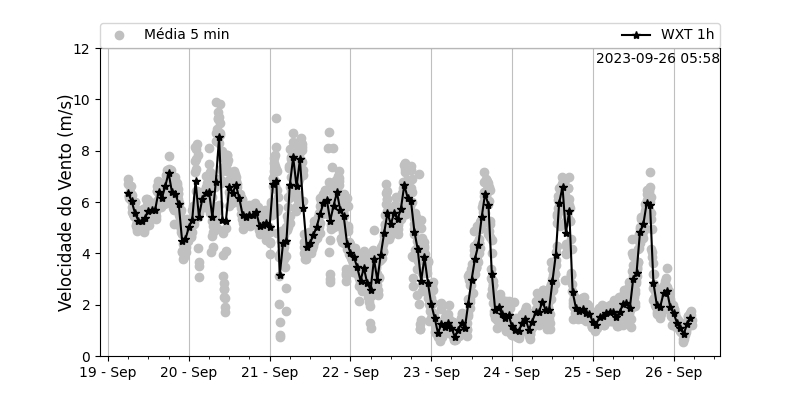 Média 5 min
WXT 1h
2023-09-26 05:58
Velocidade do Vento (m/s)
12
10
8
6
4
2
0
19 - Sep
20 - Sep
21 - Sep
22 - Sep
23 - Sep
24 - Sep
25 - Sep
26 - Sep